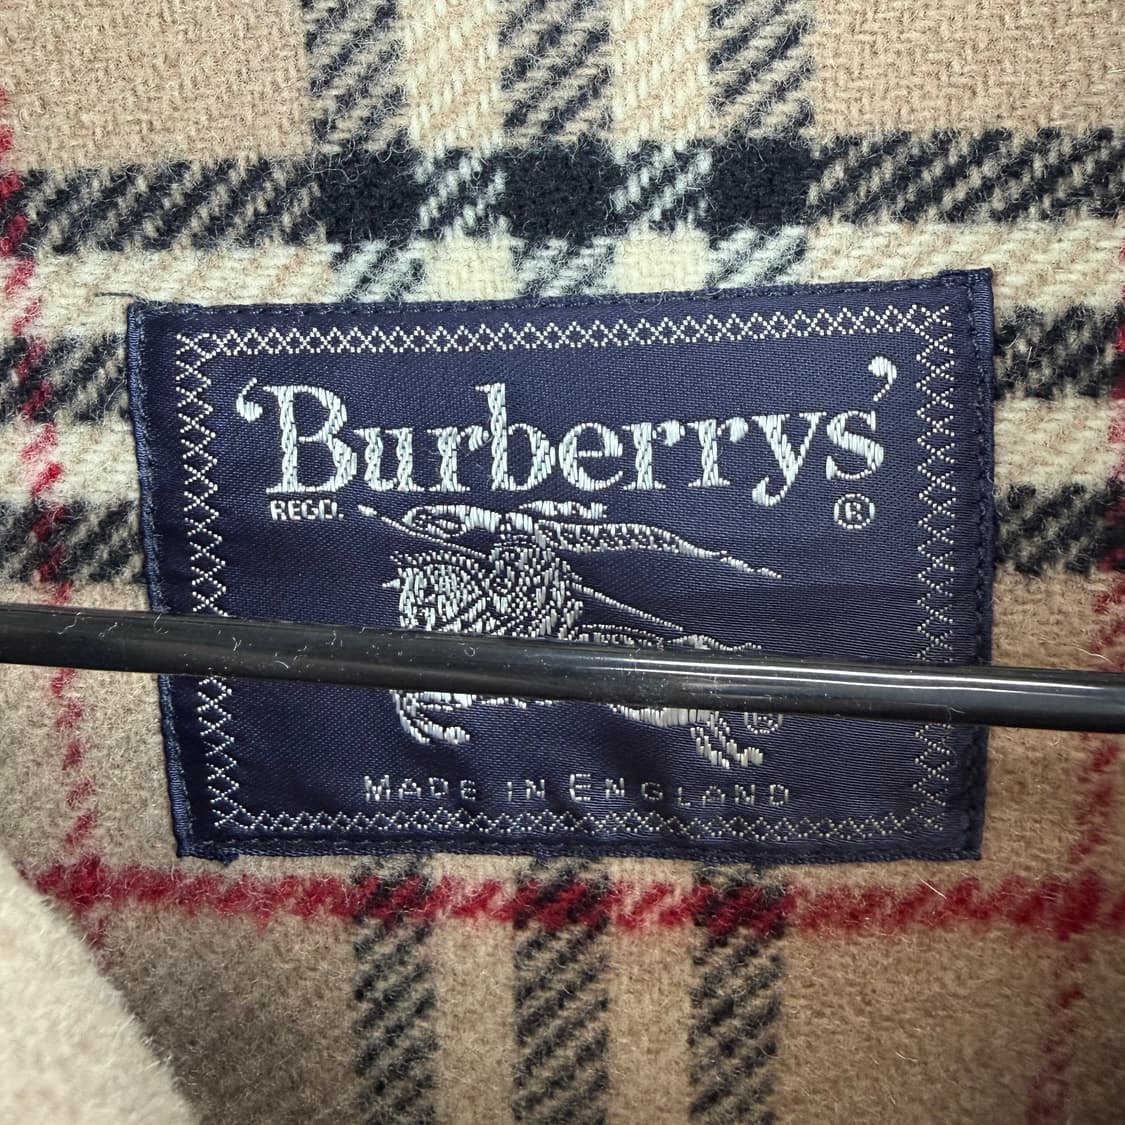 ‘Burberrys’
REGD. ®
®
MADE IN ENGLAND